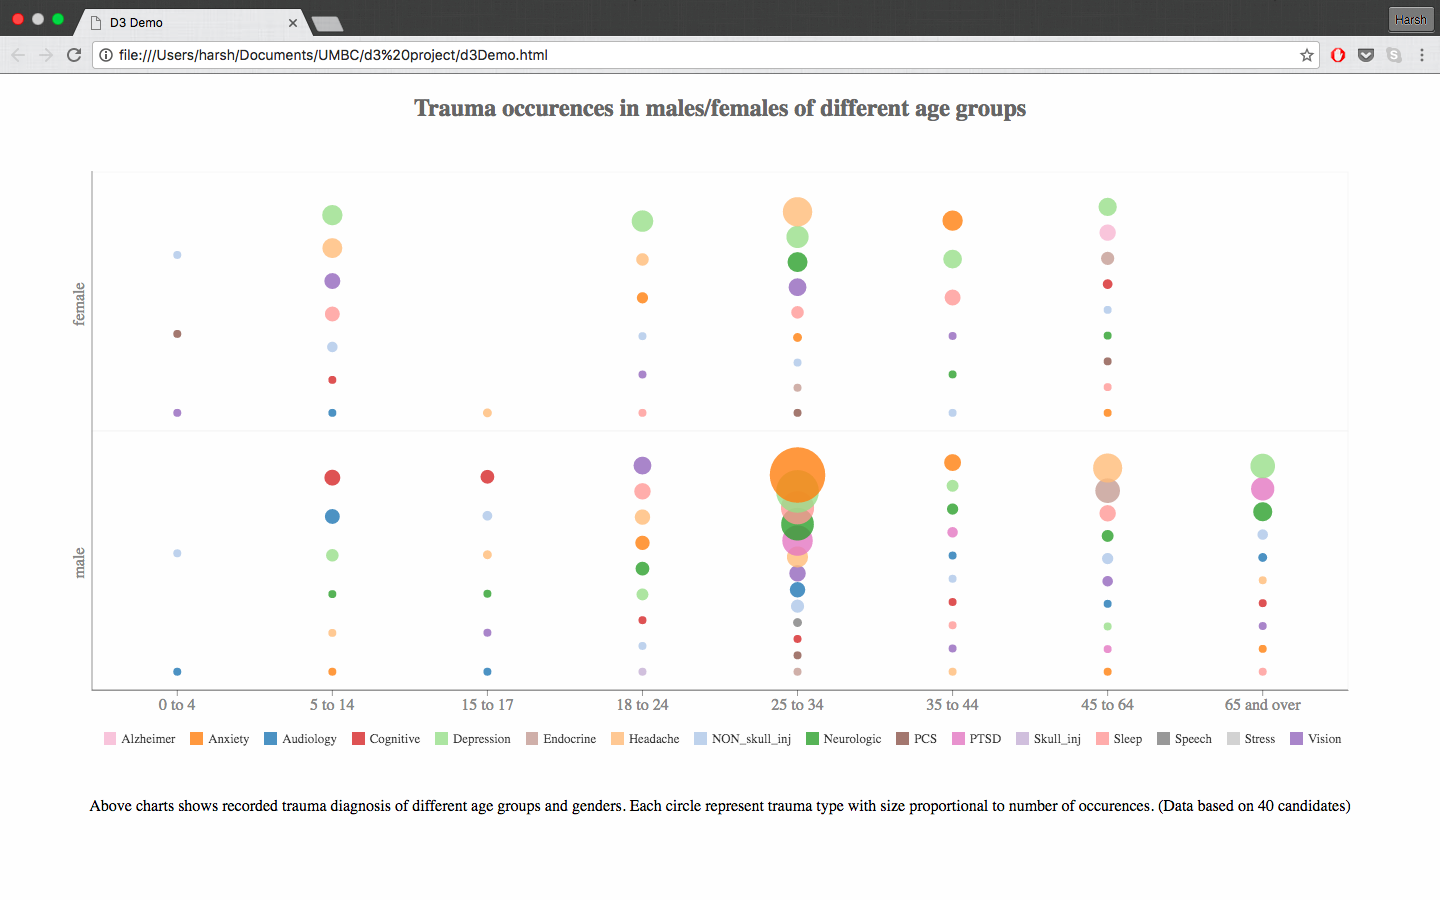 D3 Demo
Harsh
file:///Users/harsh/Documents/UMBC/d3%20project/d3Demo.html
Trauma occurences in males/females of different age groups
female
male
0 to 4 5 to 14 15 to 17 18 to 24 25 to 34 35 to 44 45 to 64 65 and over
Alzheimer Anxiety Audiology Cognitive Depression Endocrine Headache NON_skull_inj Neurologic PCS PTSD Skull_inj Sleep Speech Stress Vision
Above charts shows recorded trauma diagnosis of different age groups and genders. Each circle represent trauma type with size proportional to number of occurences. (Data based on 40 candidates)